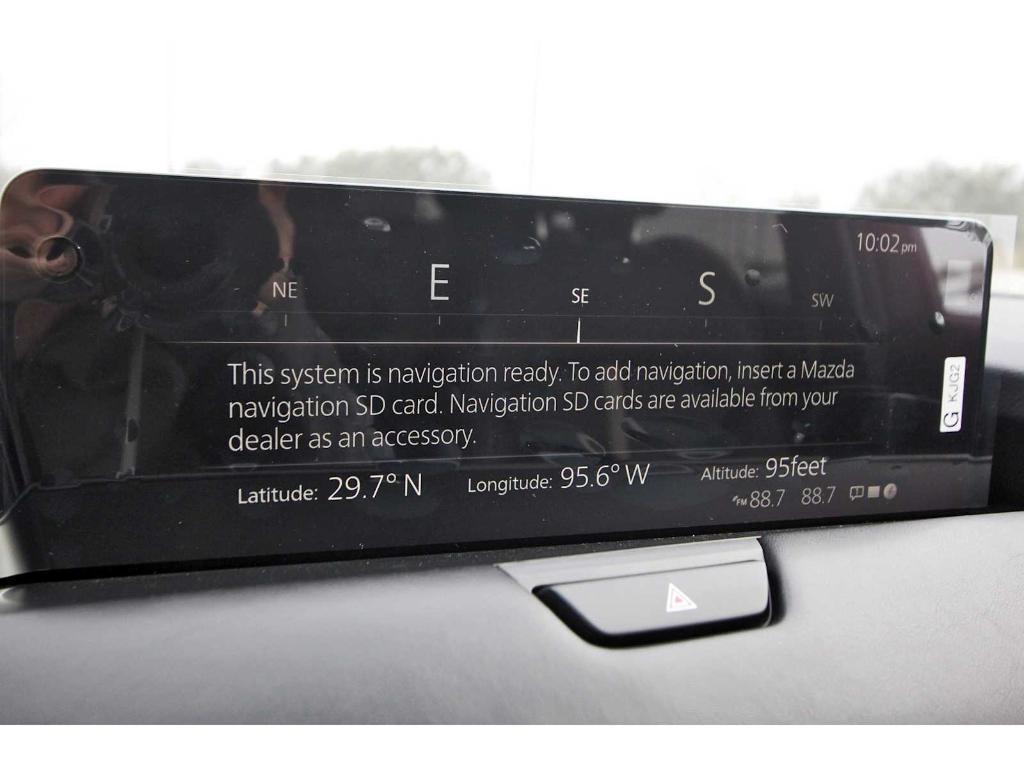 10:02 pm
NE E SE S SW
This system is navigation ready. To add navigation, insert a Mazda
navigation SD card. Navigation SD cards are available from your
dealer as an accessory.
Latitude: 29.7° N Longitude: 95.6° W Altitude: 95feet
FM 88.7 88.7
G KJG2